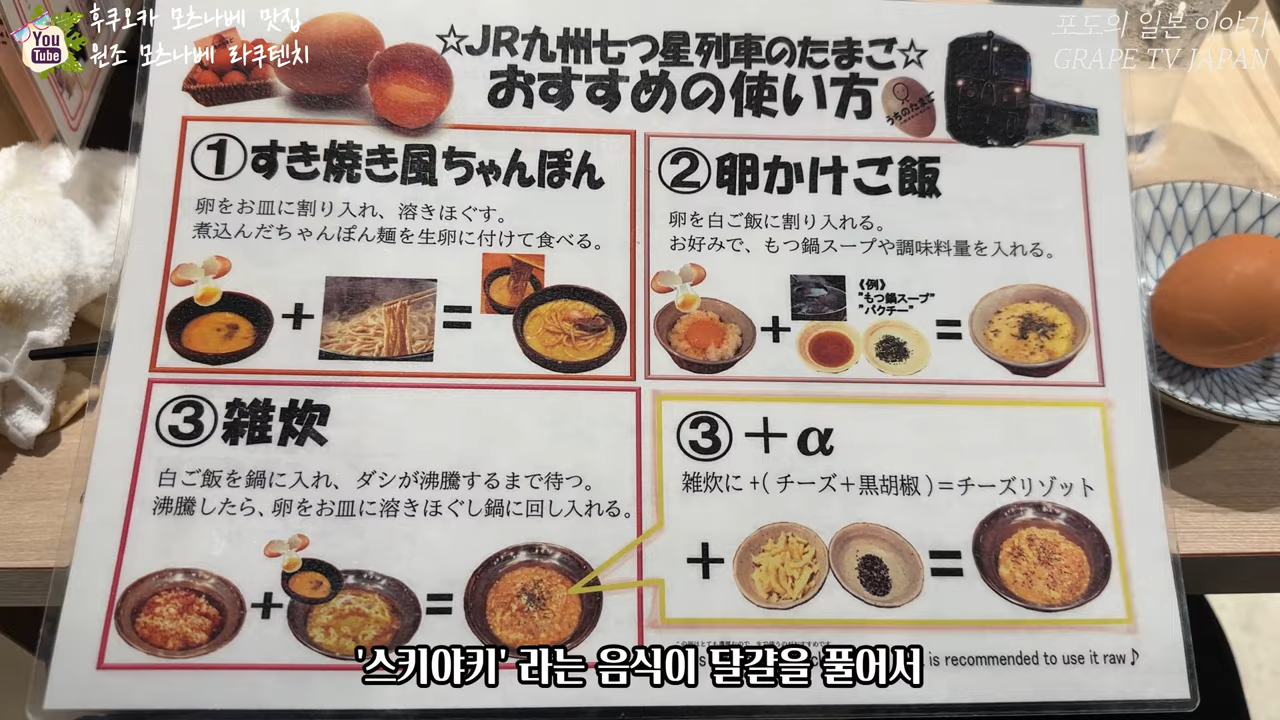 후쿠오카 모츠나베 맛집
원조 모츠나베 라쿠텐치
You
Tube
포도의 일본 이야기
GRAPE TV JAPAN
☆JR九州七つ星列車のたまご☆
おすすめの使い方
うちのたまご
①すき焼き風ちゃんぽん
卵をお皿に割り入れ、溶きほぐす。
煮込んだちゃんぽん麺を生卵に付けて食べる。
+ =
②卵かけご飯
卵を白ご飯に割り入れる。
お好みで、もつ鍋スープや調味料量を入れる。
《例》
"もつ鍋スープ"
"パクチー"
+ =
③雑炊
白ご飯を鍋に入れ、ダシが沸騰するまで待つ。
沸騰したら、卵をお皿に溶きほぐし鍋に回し入れる。
+ =
③+α
雑炊に+(チーズ+黒胡椒)=チーズリゾット
+ =
is recommended to use it raw♪
'스키야키' 라는 음식이 달걀을 풀어서